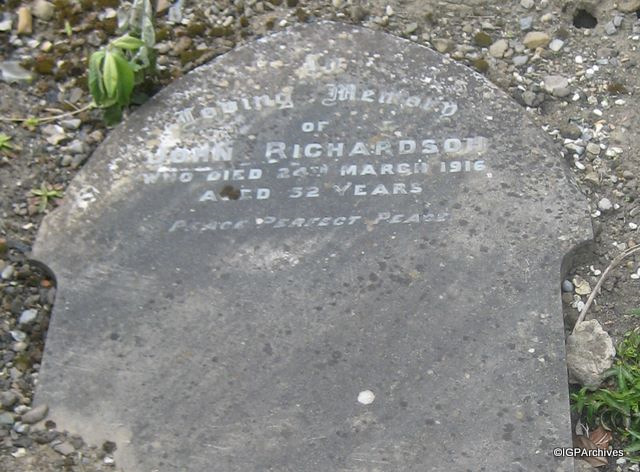 In
Loving Memory
OF
JOHN RICHARDSON
WHO DIED 24TH MARCH 1916
AGED 52 YEARS
PEACE PERFECT PEACE
©IGPArchives